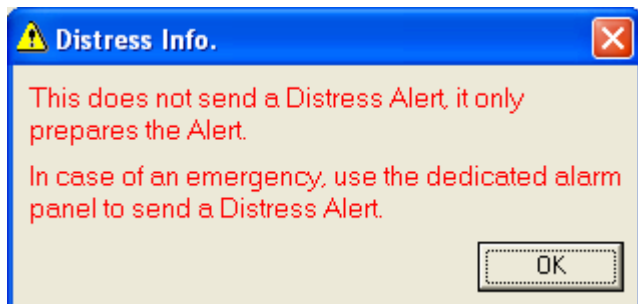 Distress Info.
This does not send a Distress Alert, it only
prepares the Alert.
In case of an emergency, use the dedicated alarm
panel to send a Distress Alert.
OK